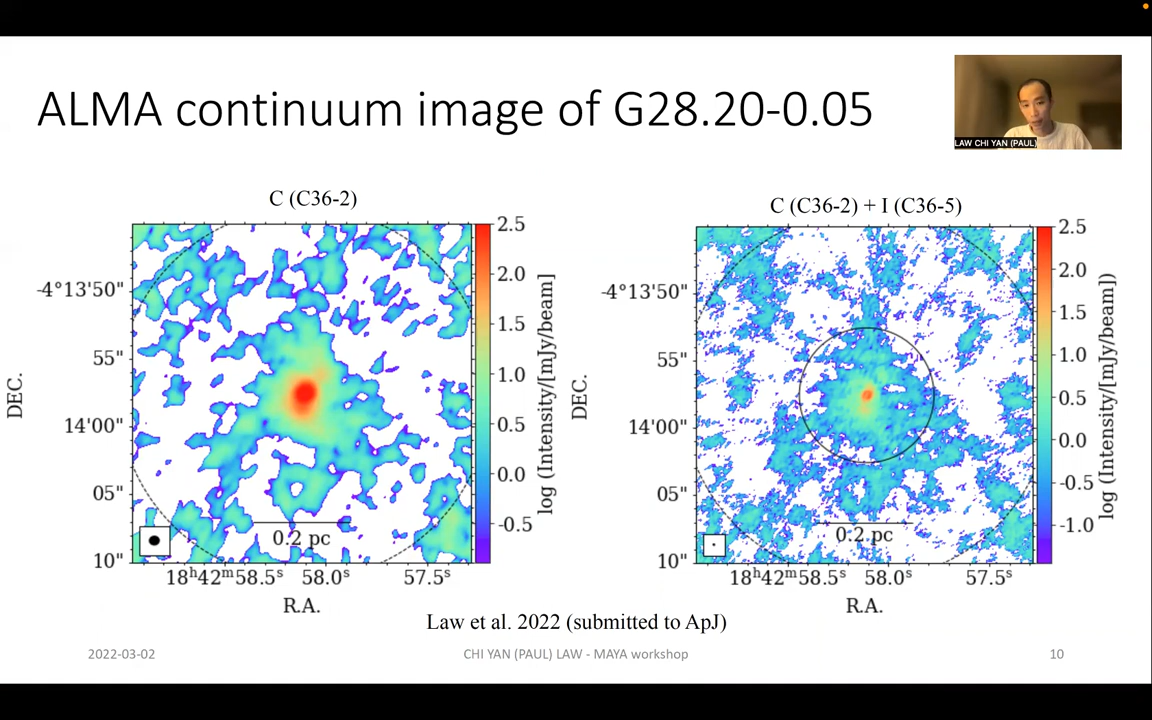 ALMA continuum image of G28.20-0.05
LAW CHI YAN (PAUL)
C (C36-2)
2.5
2.0
1.5
1.0
0.5
0.0
-0.5
log (Intensity/[mJy/beam]
-4°13'50"
55"
14'00"
05"
10"
DEC.
0.2 pc
18ʰ42ᵐ58.5ˢ 58.0ˢ 57.5ˢ
R.A.
C (C36-2) + I (C36-5)
2.5
2.0
1.5
1.0
0.5
0.0
-0.5
-1.0
log (Intensity/[mJy/beam])
-4°13'50"
55"
14'00"
05"
10"
DEC.
0.2 pc
18ʰ42ᵐ58.5ˢ 58.0ˢ 57.5ˢ
R.A.
Law et al. 2022 (submitted to ApJ)
2022-03-02
CHI YAN (PAUL) LAW - MAYA workshop
10